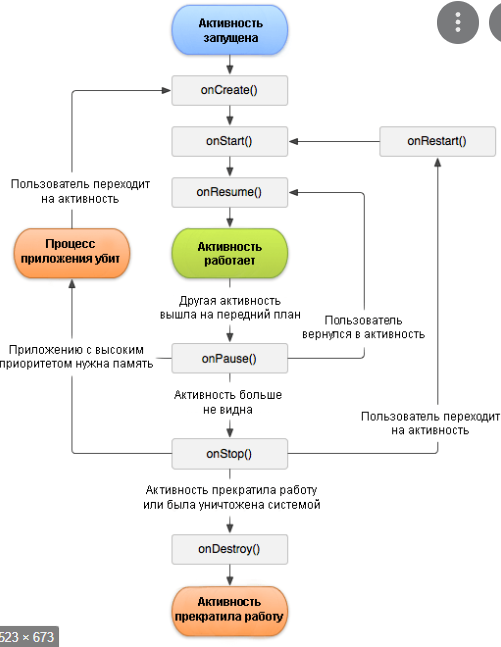 Активность
запущена
onCreate()
onStart()
onRestart()
onResume()
Пользователь переходит
на активность
Процесс
приложения убит
Активность
работает
Другая активность
вышла на передний план
Пользователь
вернулся в активность
Приложению с высоким
приоритетом нужна память
onPause()
Активность больше
не видна
Пользователь переходит
на активность
onStop()
Активность прекратила работу
или была уничтожена системой
onDestroy()
Активность
прекратила работу
523 × 673